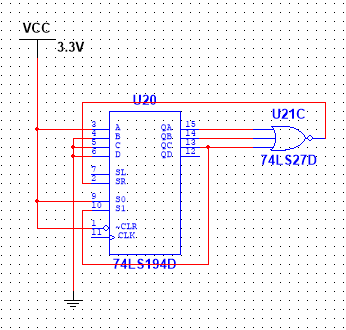 VCC
3.3V
U20
3 A QA 15
4 B QB 14
5 C QC 13
6 D QD 12
7 SL
2 SR
9 S0
10 S1
1 ~CLR
11 CLK
74LS194D
U21C
74LS27D